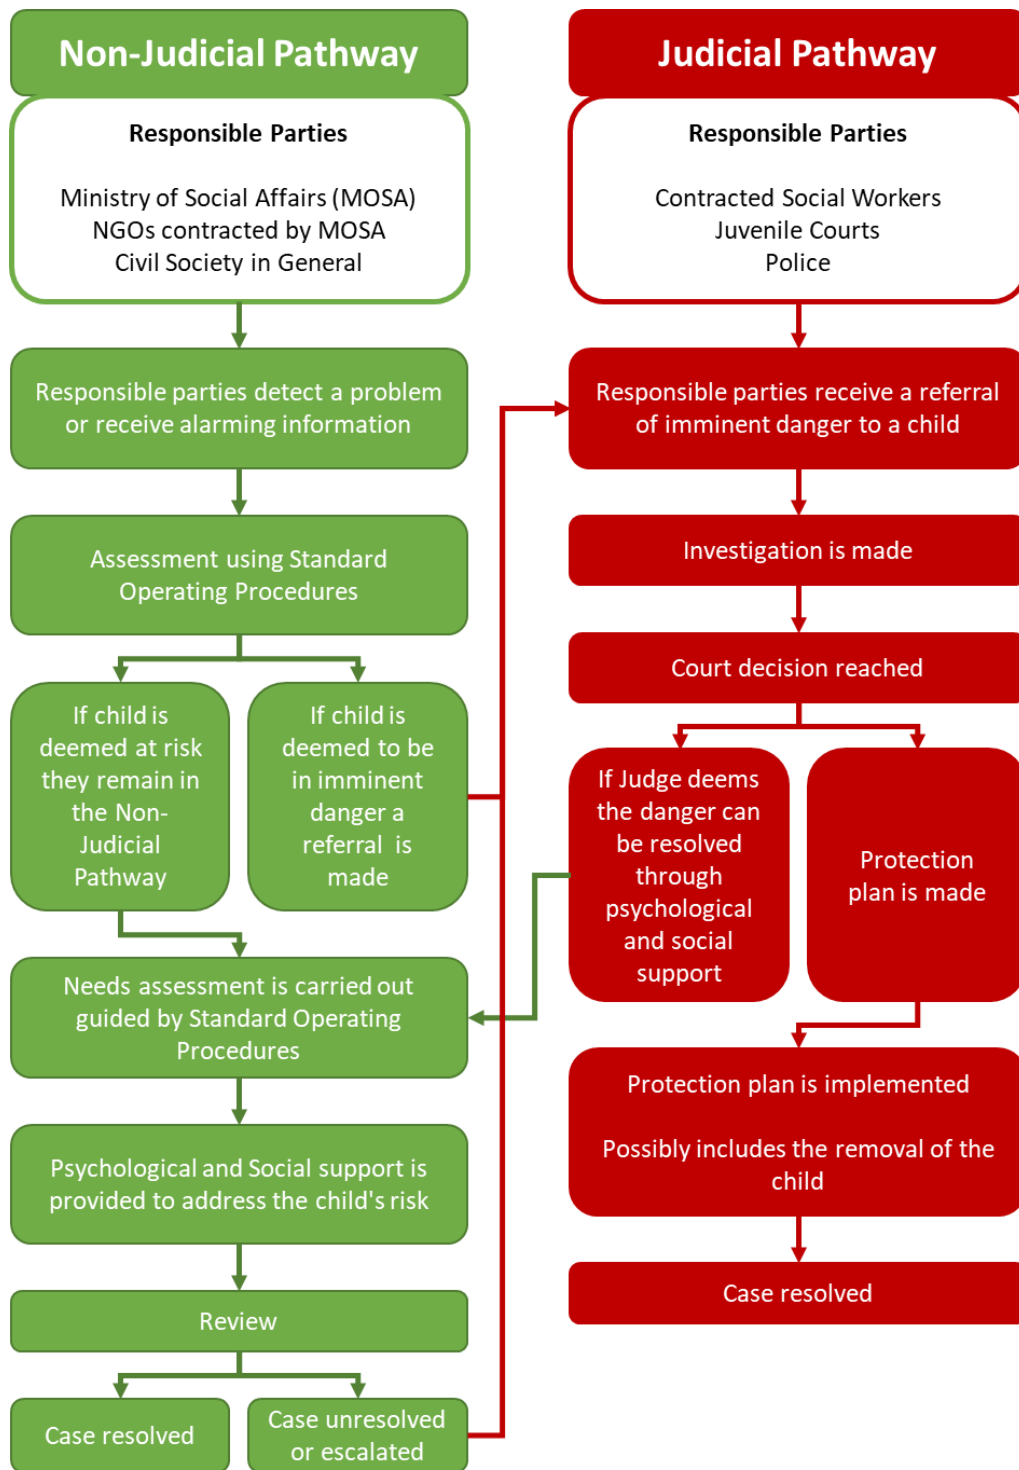 Non-Judicial Pathway
Responsible Parties
Ministry of Social Affairs (MOSA)
NGOs contracted by MOSA
Civil Society in General
Responsible parties detect a problem
or receive alarming information
Assessment using Standard
Operating Procedures
If child is
deemed at risk
they remain in
the Non-
Judicial
Pathway
If child is
deemed to be
in imminent
danger a
referral is
made
Needs assessment is carried out
guided by Standard Operating
Procedures
Psychological and Social support is
provided to address the child's risk
Review
Case resolved
Case unresolved
or escalated
Judicial Pathway
Responsible Parties
Contracted Social Workers
Juvenile Courts
Police
Responsible parties receive a referral
of imminent danger to a child
Investigation is made
Court decision reached
If Judge deems
the danger can
be resolved
through
psychological
and social
support
Protection
plan is made
Protection plan is implemented
Possibly includes the removal of the
child
Case resolved